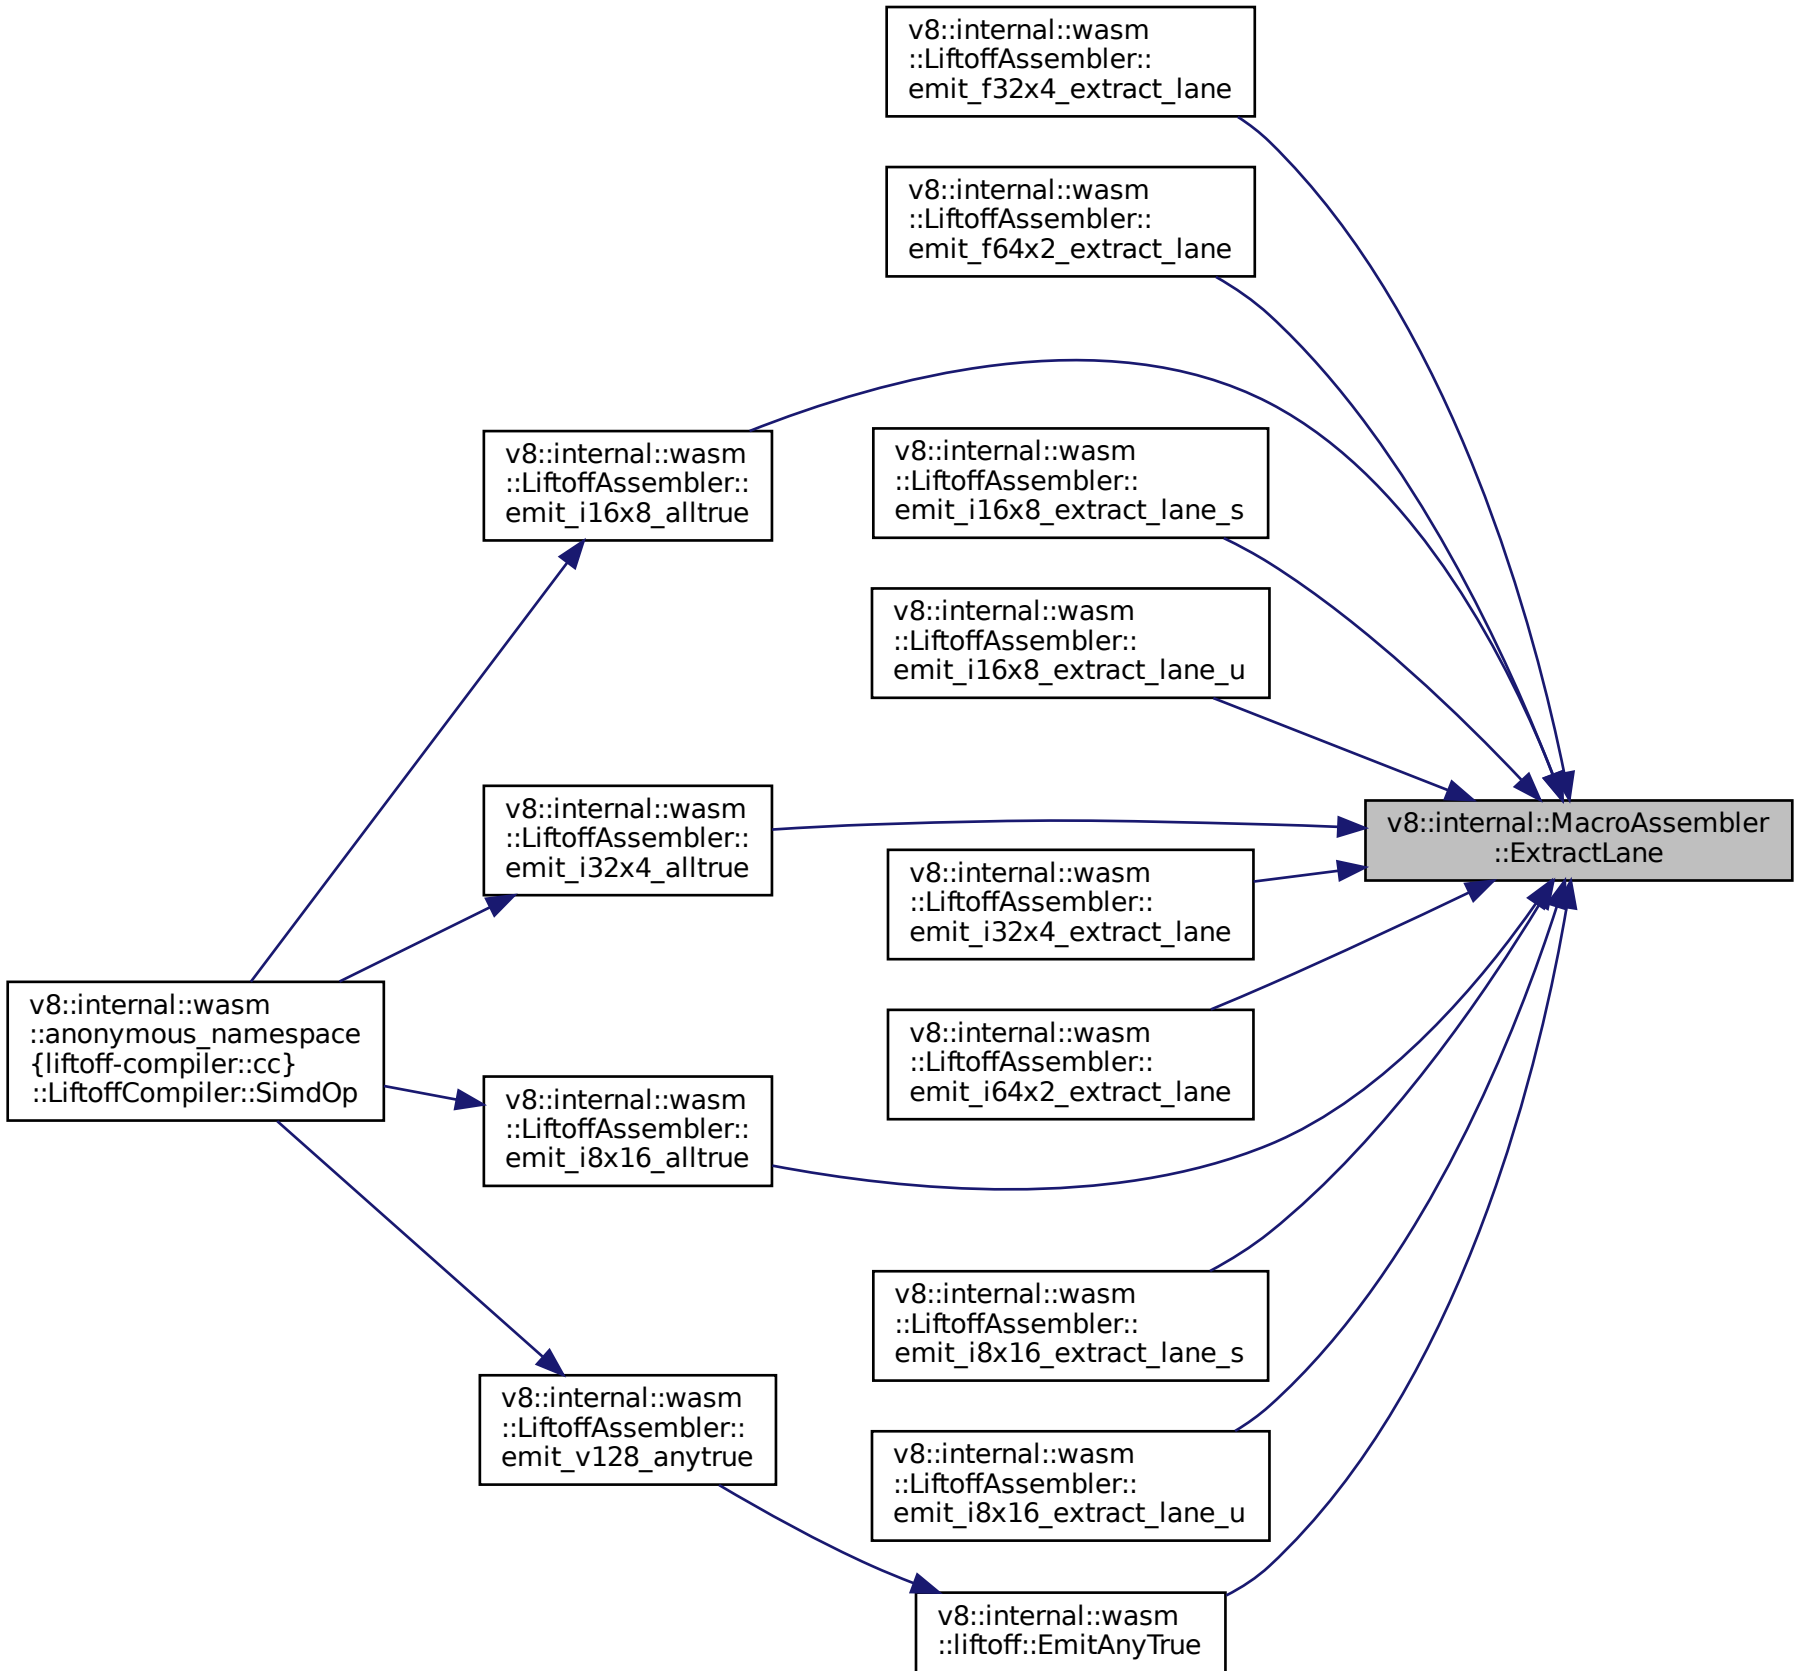 v8::internal::wasm
::LiftoffAssembler::
emit_f32x4_extract_lane
v8::internal::wasm
::LiftoffAssembler::
emit_f64x2_extract_lane
v8::internal::wasm
::LiftoffAssembler::
emit_i16x8_alltrue
v8::internal::wasm
::LiftoffAssembler::
emit_i16x8_extract_lane_s
v8::internal::wasm
::LiftoffAssembler::
emit_i16x8_extract_lane_u
v8::internal::wasm
::LiftoffAssembler::
emit_i32x4_alltrue
v8::internal::MacroAssembler
::ExtractLane
v8::internal::wasm
::LiftoffAssembler::
emit_i32x4_extract_lane
v8::internal::wasm
::anonymous_namespace
{liftoff-compiler::cc}
::LiftoffCompiler::SimdOp
v8::internal::wasm
::LiftoffAssembler::
emit_i64x2_extract_lane
v8::internal::wasm
::LiftoffAssembler::
emit_i8x16_alltrue
v8::internal::wasm
::LiftoffAssembler::
emit_i8x16_extract_lane_s
v8::internal::wasm
::LiftoffAssembler::
emit_v128_anytrue
v8::internal::wasm
::LiftoffAssembler::
emit_i8x16_extract_lane_u
v8::internal::wasm
::liftoff::EmitAnyTrue